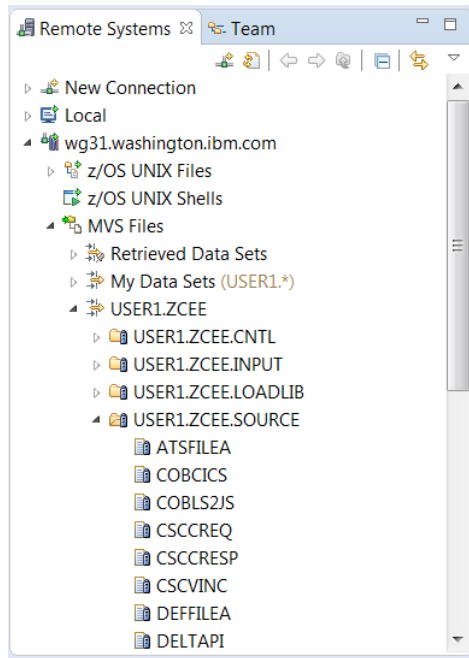 Remote Systems Team
New Connection
Local
wg31.washington.ibm.com
z/OS UNIX Files
z/OS UNIX Shells
MVS Files
Retrieved Data Sets
My Data Sets (USER1.*)
USER1.ZCEE
USER1.ZCEE.CNTL
USER1.ZCEE.INPUT
USER1.ZCEE.LOADLIB
USER1.ZCEE.SOURCE
ATSFILEA
COBCICS
COBLS2JS
CSCCREQ
CSCCRESP
CSCVINC
DEFFILEA
DELTAPI